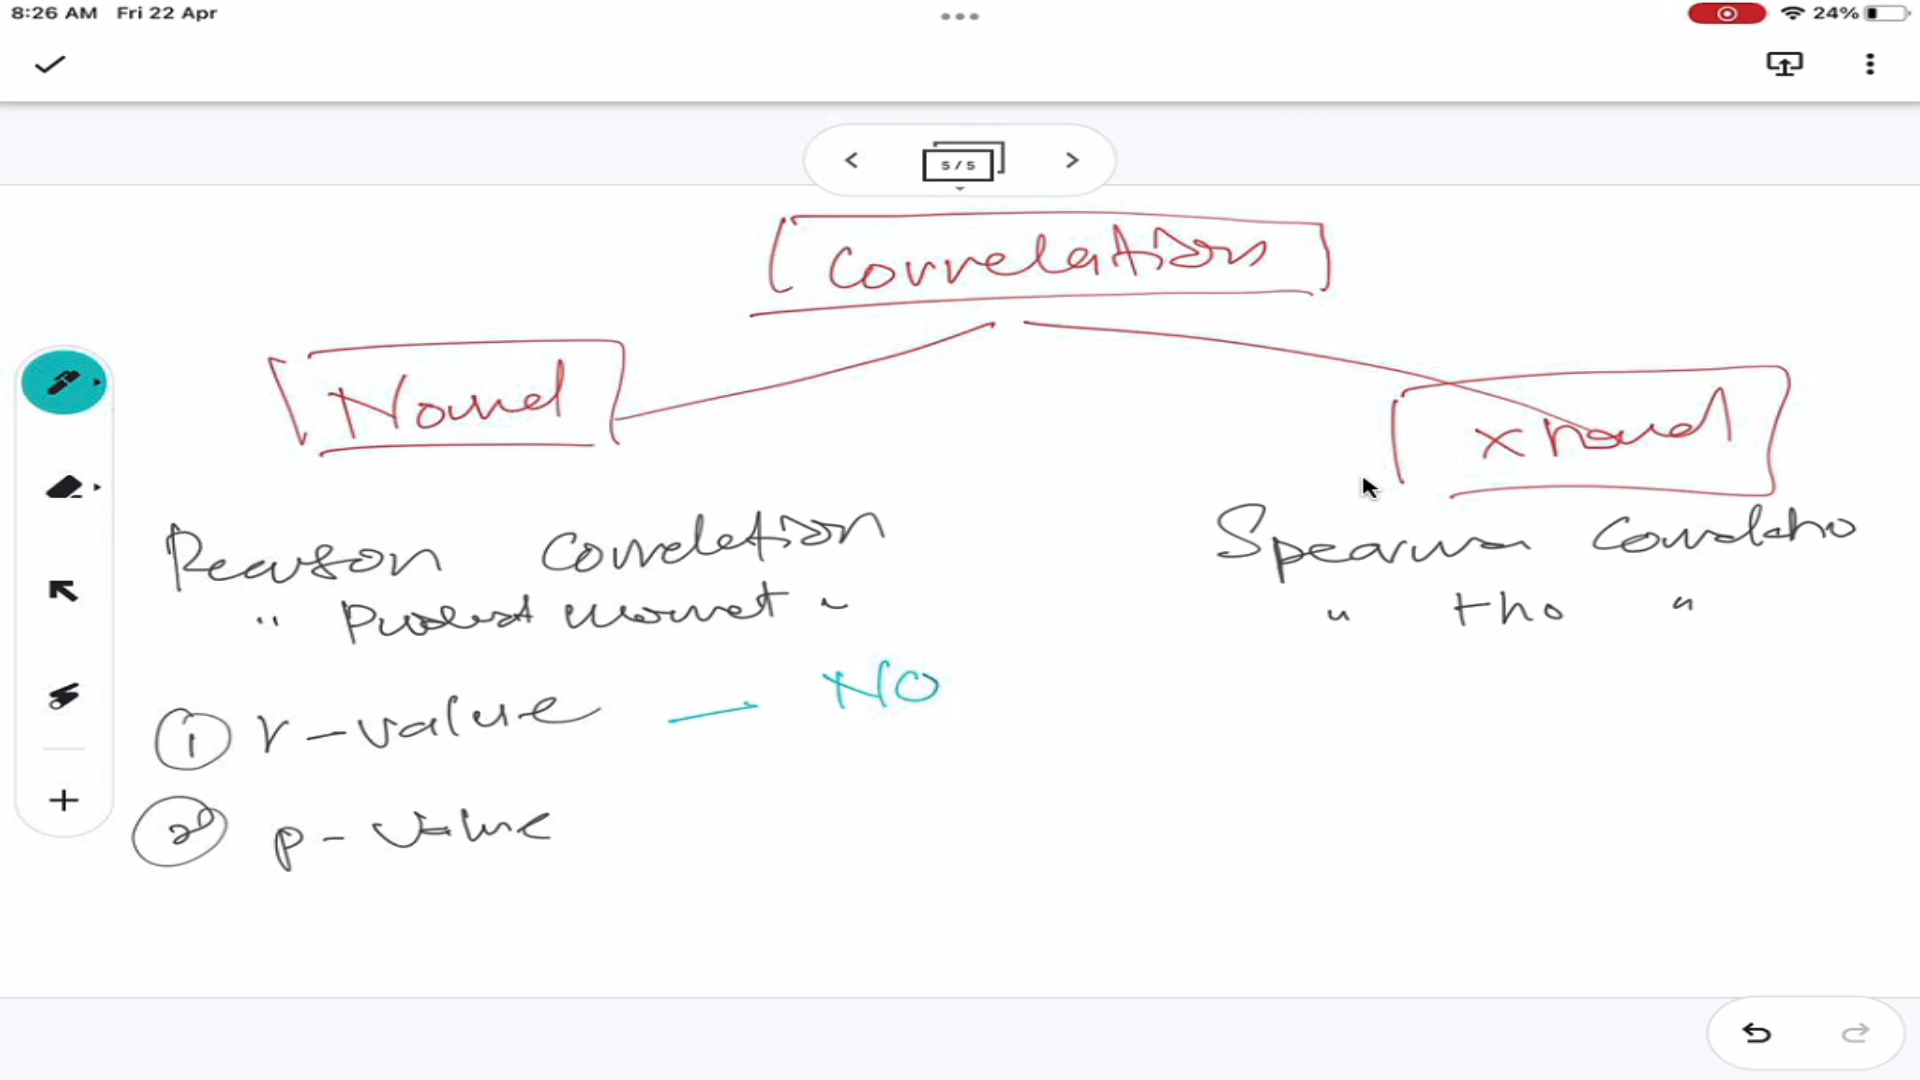 8:26 AM Fri 22 Apr
24%
5/5
Correlation
Normal
x normal
Pearson Correlation
" Product moment "
Spearman Correlation
" rho "
1 r-value — NO
2 p-value